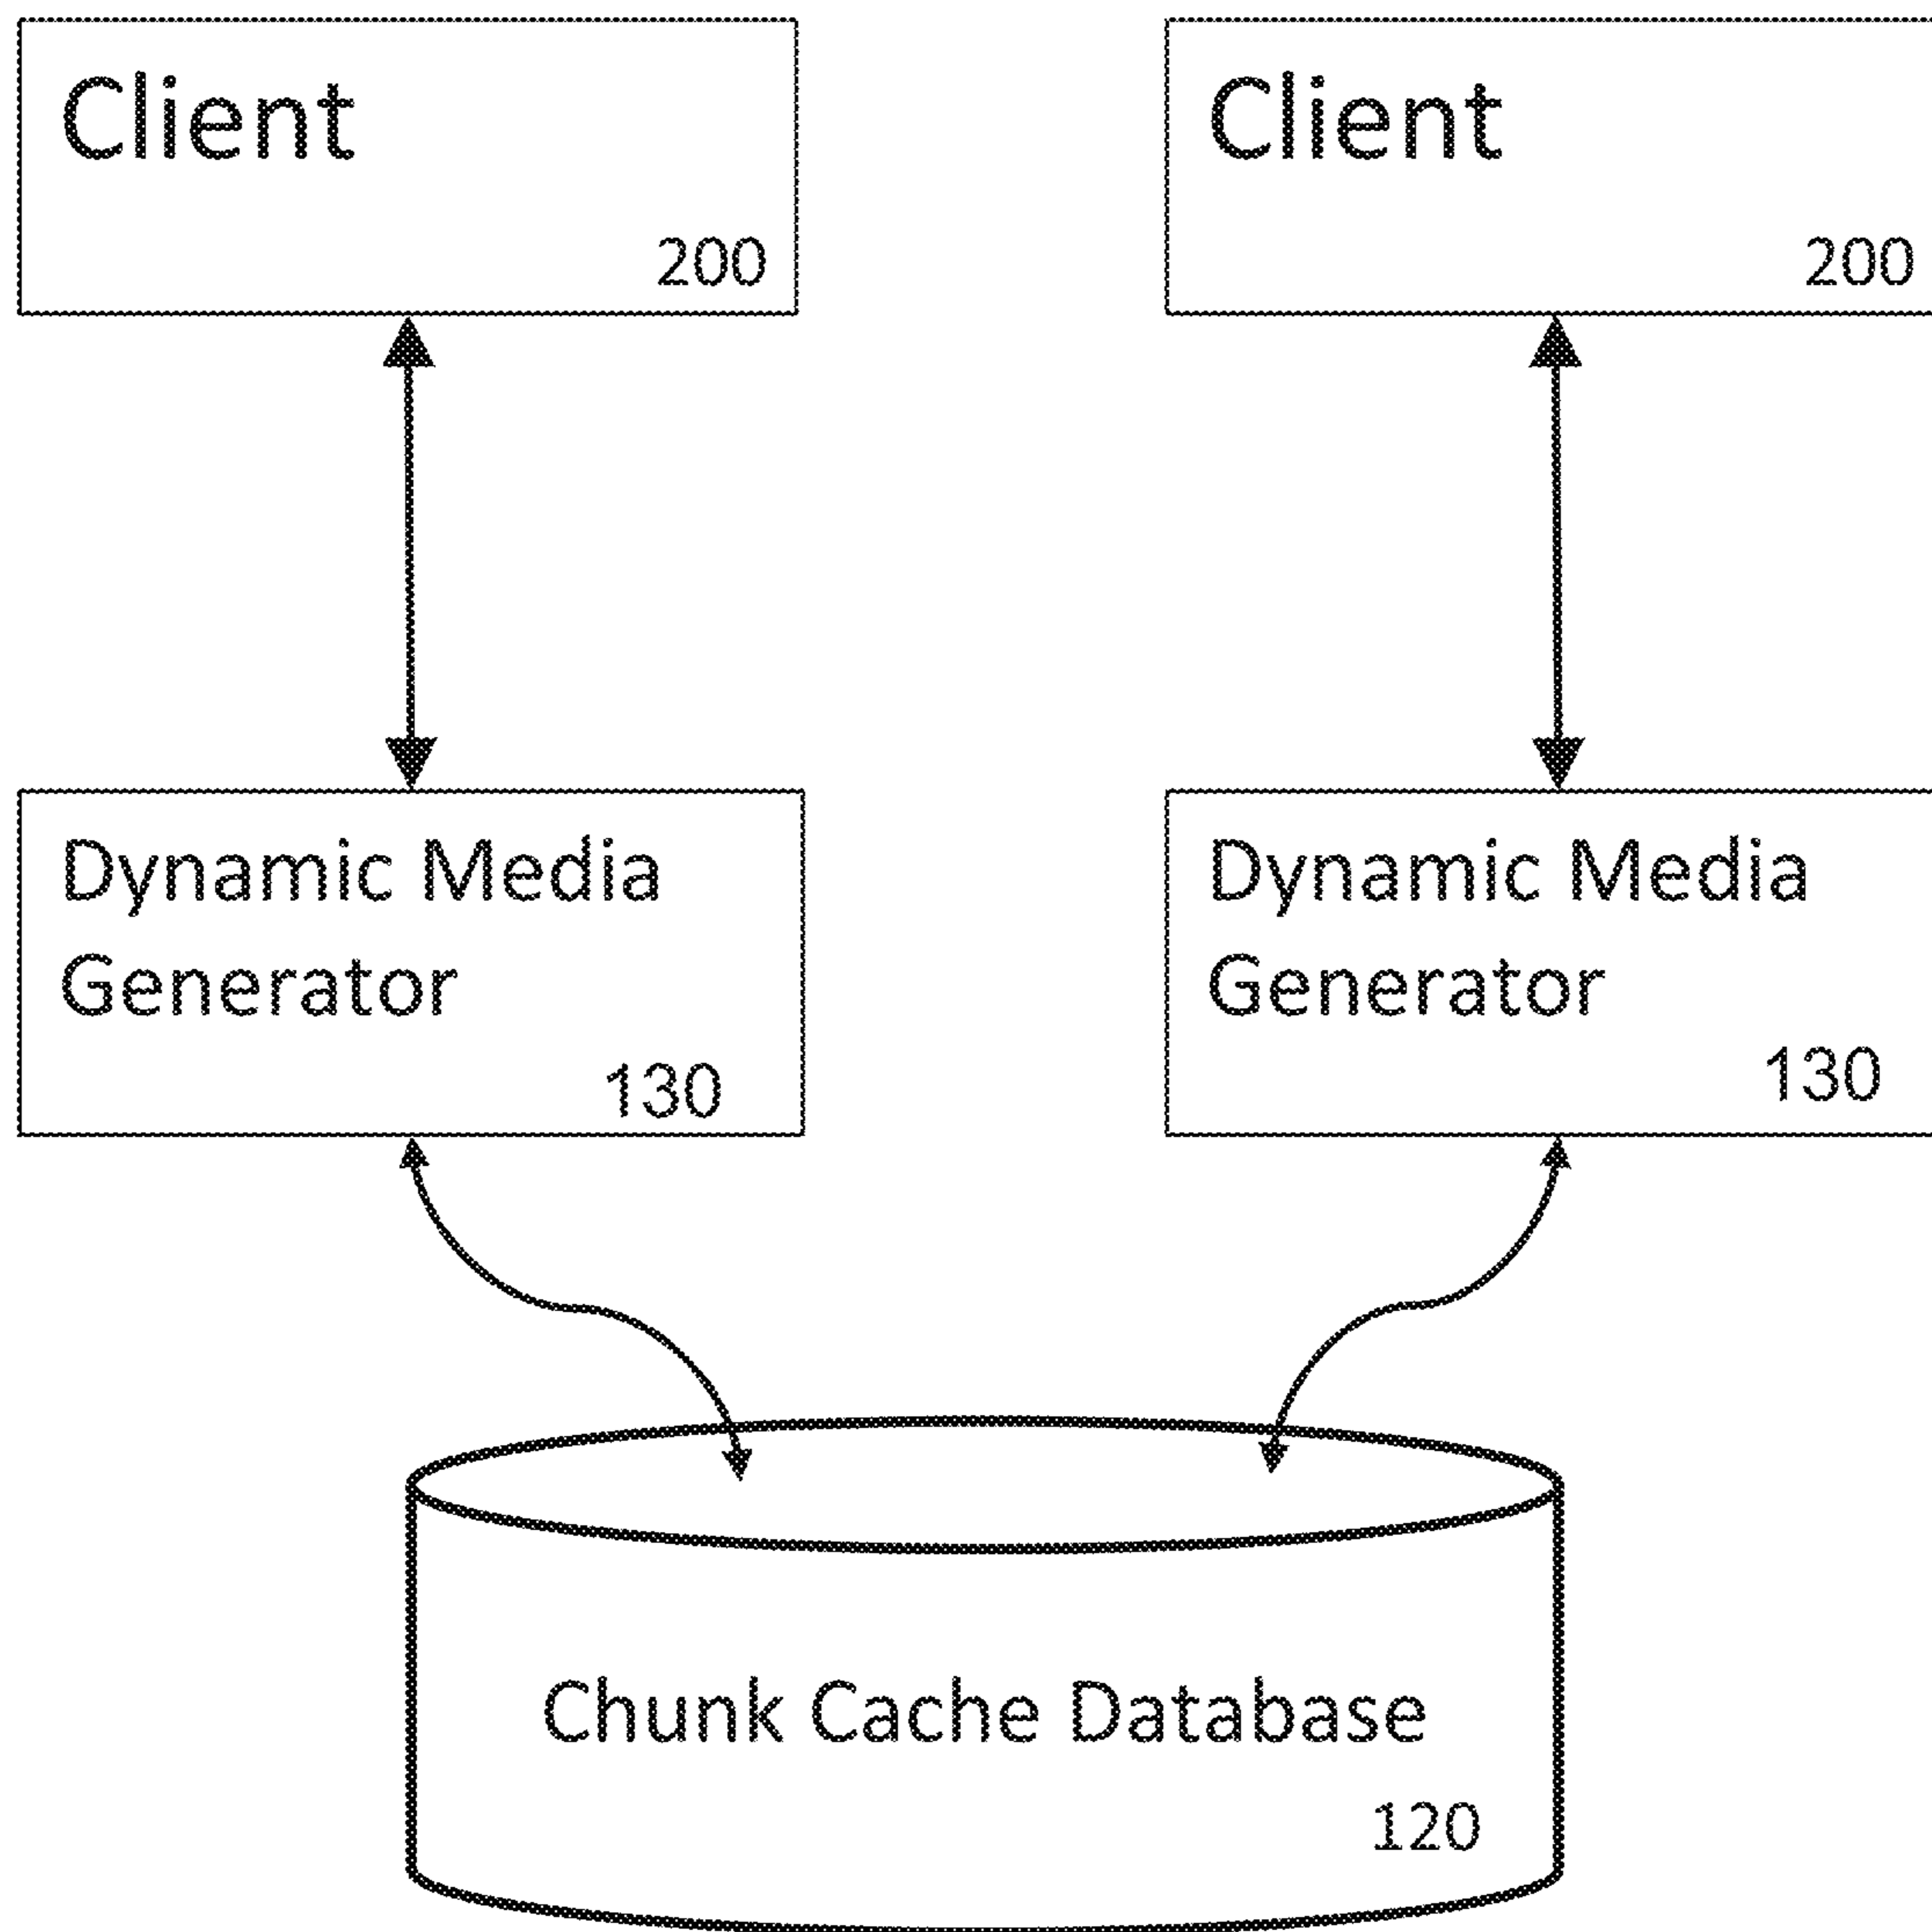 Client
200
Client
200
Dynamic Media
Generator
130
Dynamic Media
Generator
130
Chunk Cache Database
120